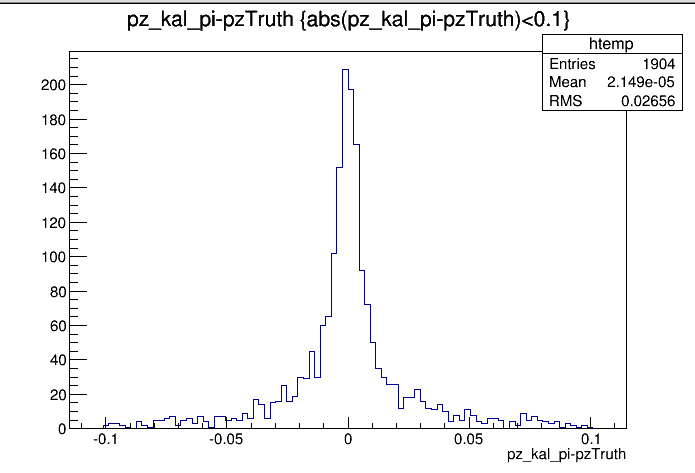 pz_kal_pi-pzTruth {abs(pz_kal_pi-pzTruth)<0.1}
htemp
Entries 1904
Mean 2.149e-05
RMS 0.02656
200
180
160
140
120
100
80
60
40
20
0
-0.1 -0.05 0 0.05 0.1
pz_kal_pi-pzTruth